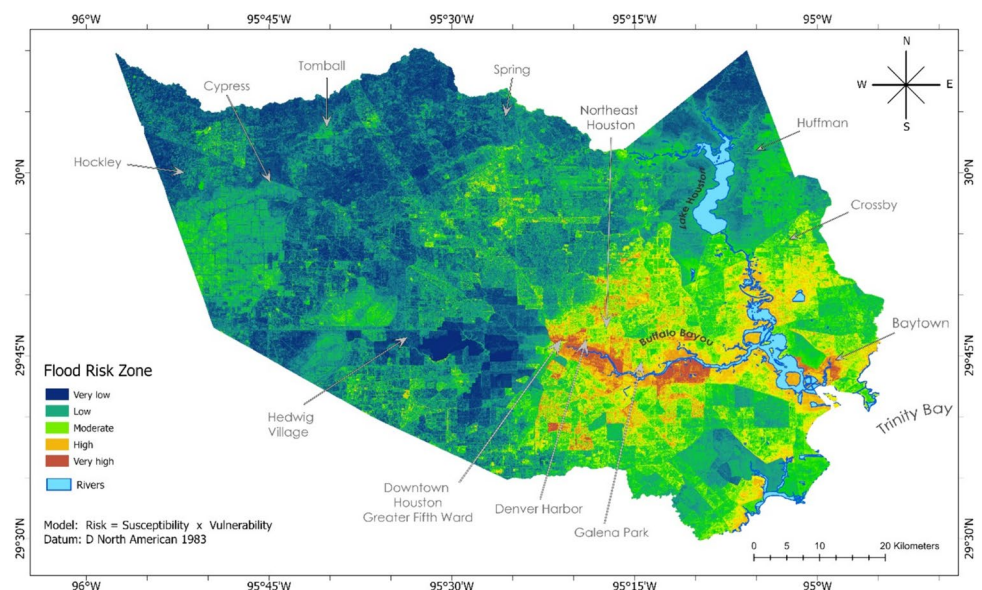 96°W 95°45'W 95°30'W 95°15'W 95°W
N
W E
S
Tomball
Spring
Cypress
Northeast
Houston
Huffman
Hockley
30°N
30°N
Lake Houston
Crossby
Buffalo Bayou
Baytown
29°45'N
29°45'N
Flood Risk Zone
Very low
Low
Moderate
High
Very high
Rivers
Hedwig
Village
Trinity Bay
Downtown
Houston
Greater Fifth Ward
Denver Harbor
Galena Park
Model: Risk = Susceptibility x Vulnerability
Datum: D North American 1983
29°30'N
29°30'N
0 5 10 20 Kilometers
96°W 95°45'W 95°30'W 95°15'W 95°W